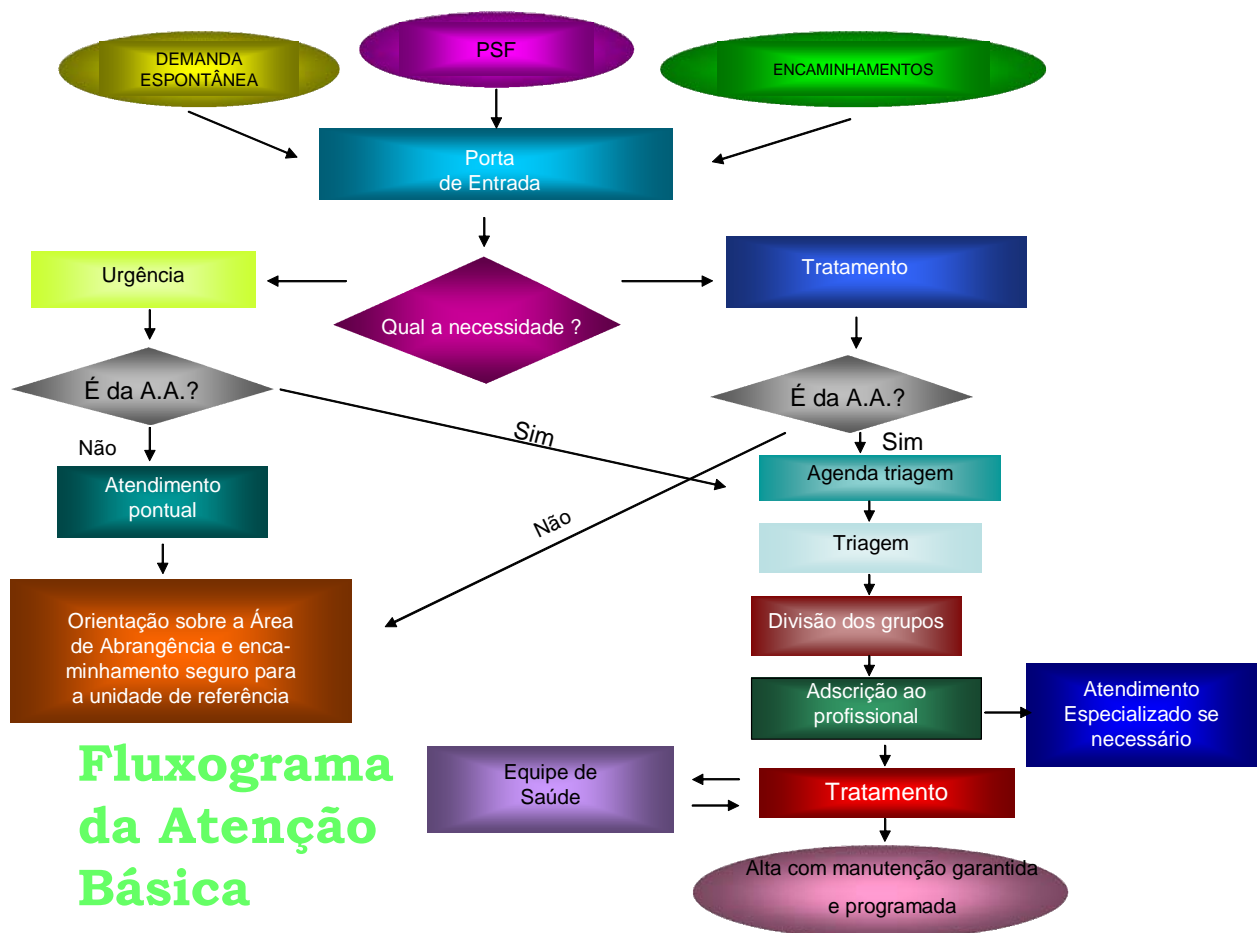 DEMANDA
ESPONTÂNEA
PSF
ENCAMINHAMENTOS
Porta
de Entrada
Urgência
Qual a necessidade ?
Tratamento
É da A.A.?
É da A.A.?
Sim
Não
Sim
Não
Atendimento
pontual
Agenda triagem
Triagem
Orientação sobre a Área
de Abrangência e enca-
minhamento seguro para
a unidade de referência
Divisão dos grupos
Adscrição ao
profissional
Atendimento
Especializado se
necessário
Fluxograma
da Atenção
Básica
Equipe de
Saúde
Tratamento
Alta com manutenção garantida
e programada